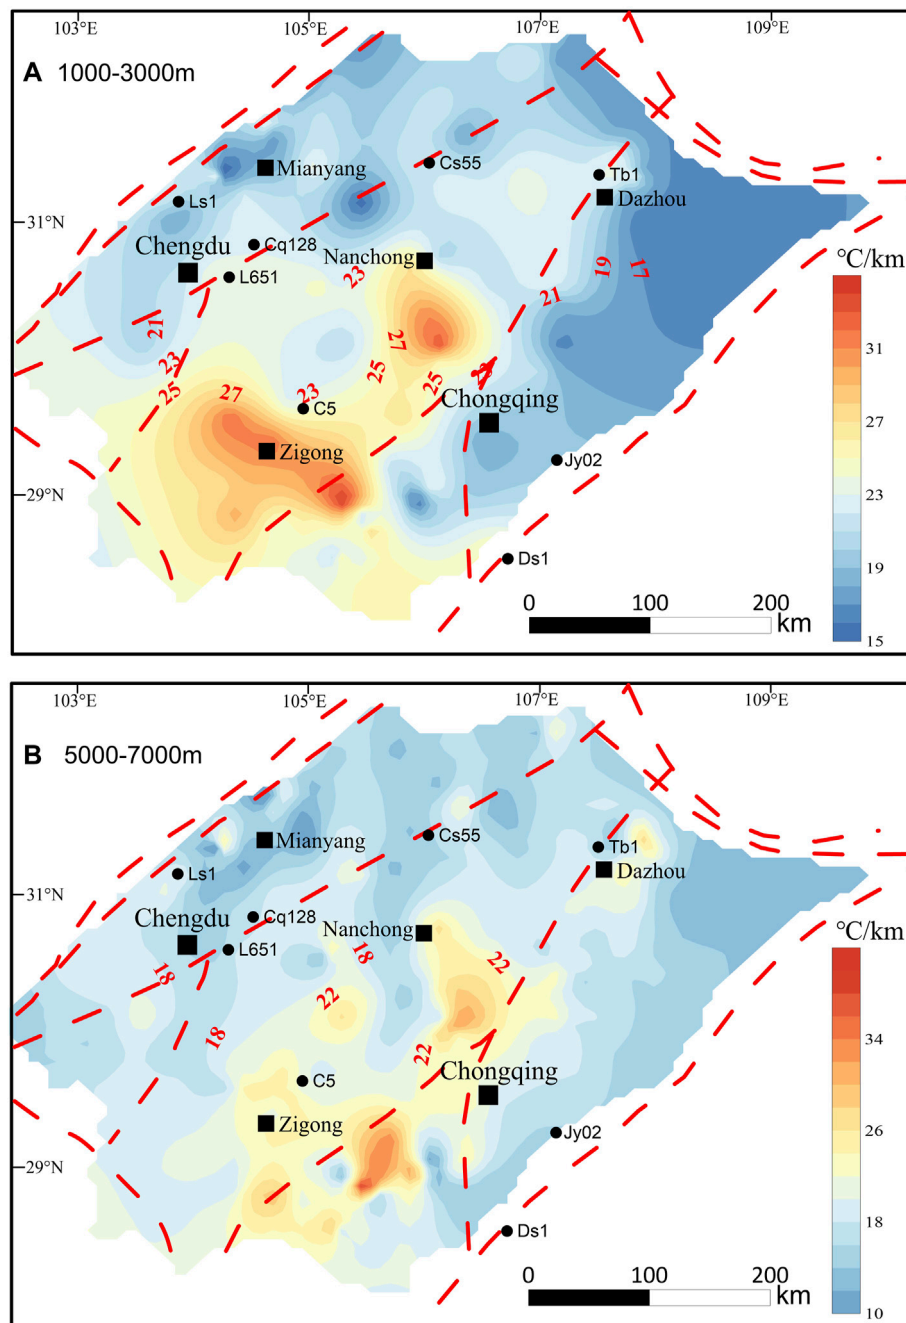 103°E 105°E 107°E 109°E
A 1000-3000m
Mianyang
Cs55
Tb1
Dazhou
Ls1
31°N
Chengdu
Cq128
Nanchong
L651
°C/km
23
19
17
21
21
27
31
23
25
25
23
25
27
23
C5
Chongqing
27
Zigong
Jy02
29°N
23
Ds1
19
0 100 200
km
15
103°E 105°E 107°E 109°E
B 5000-7000m
Mianyang
Cs55
Tb1
Dazhou
Ls1
31°N
Chengdu
Cq128
Nanchong
L651
°C/km
18
18
22
22
18
22
34
C5
Chongqing
Zigong
Jy02
26
29°N
18
Ds1
0 100 200
km
10